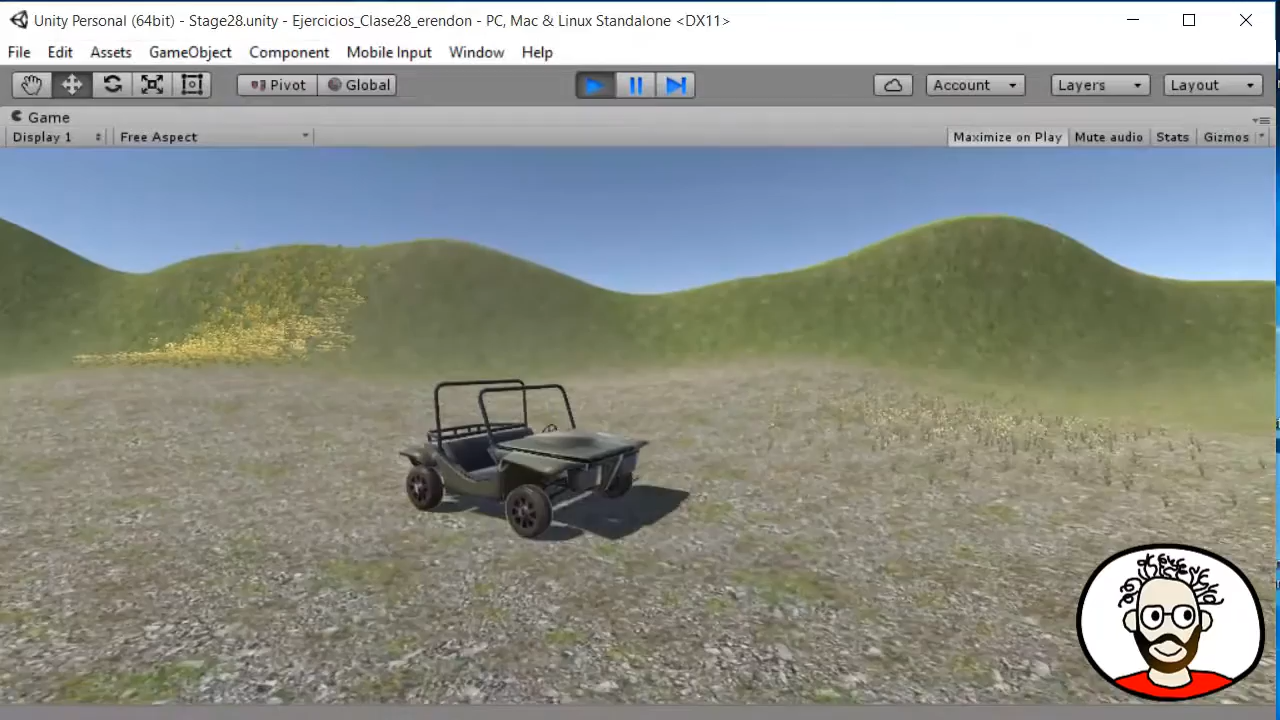 Unity Personal (64bit) - Stage28.unity - Ejercicios_Clase28_erendon - PC, Mac & Linux Standalone <DX11>
File Edit Assets GameObject Component Mobile Input Window Help
Pivot Global Account Layers Layout
Game
Display 1 Free Aspect Maximize on Play Mute audio Stats Gizmos